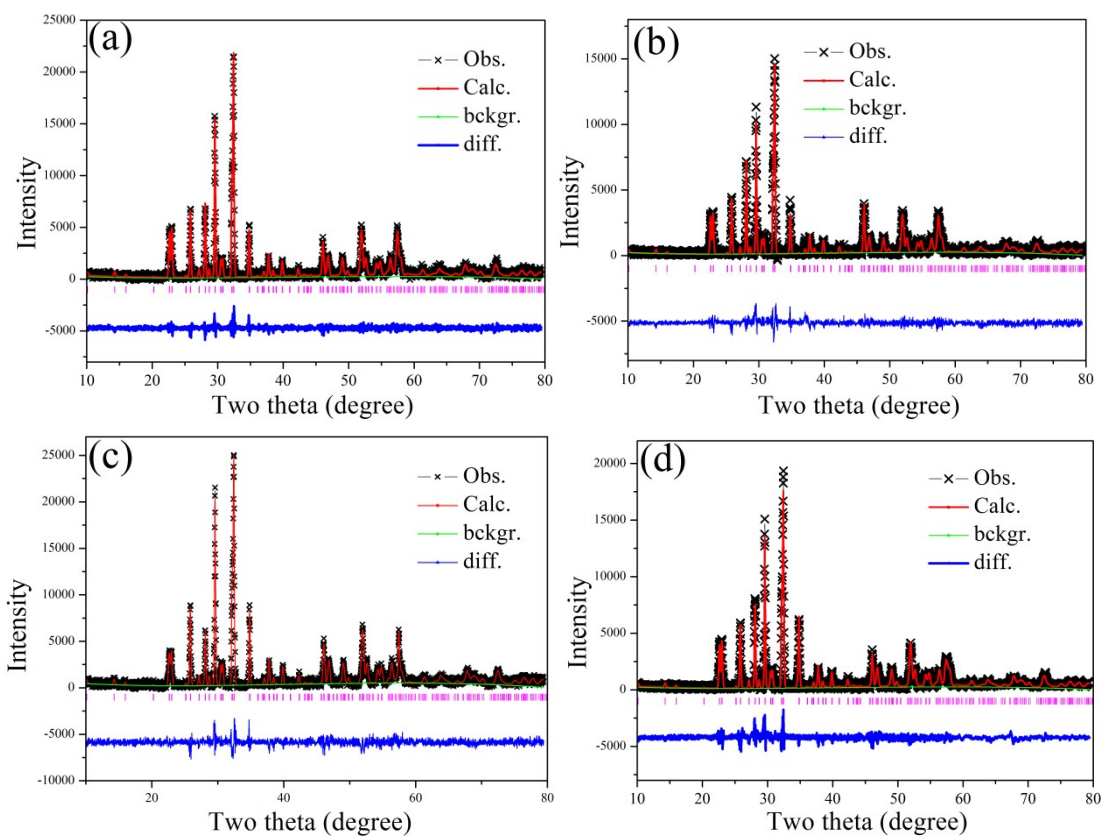 (a)
25000
20000
15000
10000
5000
0
-5000
Intensity
Obs.
Calc.
bckgr.
diff.
10 20 30 40 50 60 70 80
Two theta (degree)
(b)
15000
10000
5000
0
-5000
Intensity
Obs.
Calc.
bckgr.
diff.
10 20 30 40 50 60 70 80
Two theta (degree)
(c)
25000
20000
15000
10000
5000
0
-5000
-10000
Intensity
Obs.
Calc.
bckgr.
diff.
20 40 60 80
Two theta (degree)
(d)
20000
15000
10000
5000
0
-5000
Intensity
Obs.
Calc.
bckgr.
diff.
10 20 30 40 50 60 70 80
Two theta (degree)